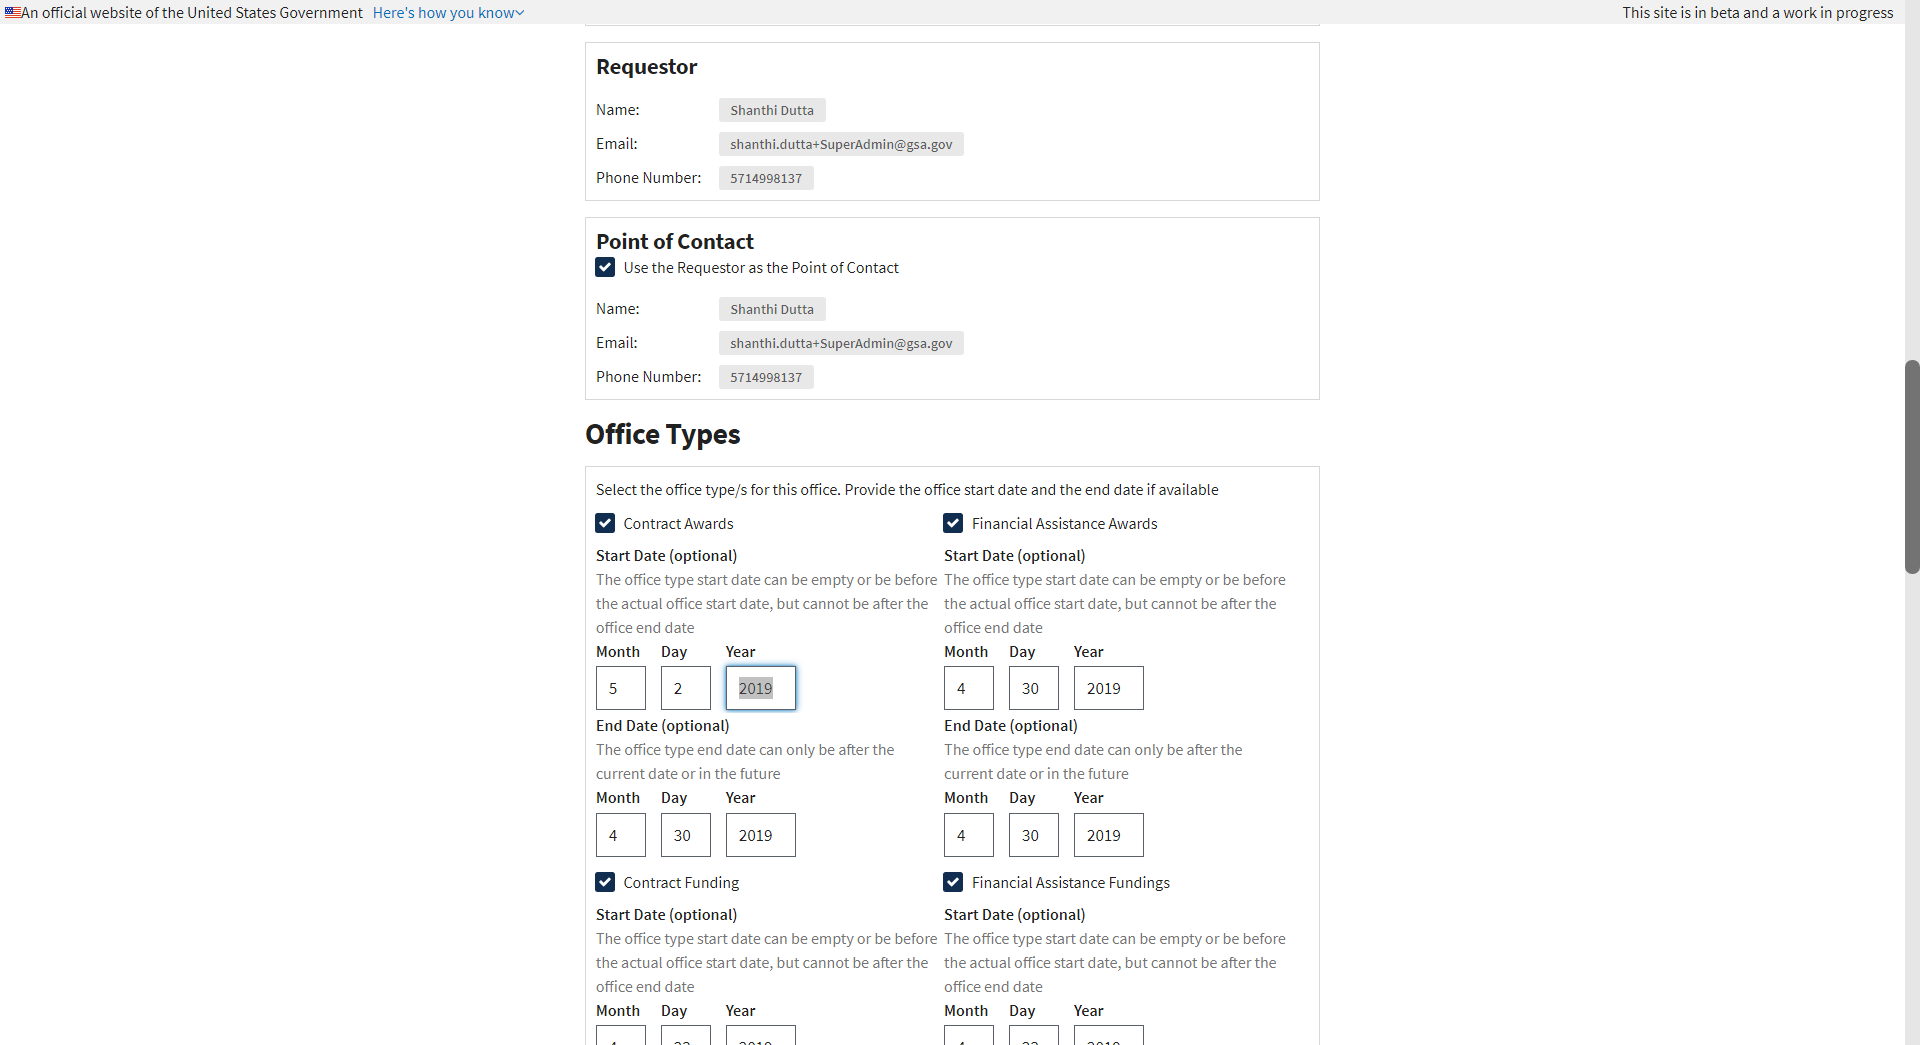 An official website of the United States Government Here's how you know
This site is in beta and a work in progress
Requestor
Name: Shanthi Dutta
Email: shanthi.dutta+SuperAdmin@gsa.gov
Phone Number: 5714998137
Point of Contact
Use the Requestor as the Point of Contact
Name: Shanthi Dutta
Email: shanthi.dutta+SuperAdmin@gsa.gov
Phone Number: 5714998137
Office Types
Select the office type/s for this office. Provide the office start date and the end date if available
Contract Awards
Start Date (optional)
The office type start date can be empty or be before
the actual office start date, but cannot be after the
office end date
Month Day Year
5 2 2019
End Date (optional)
The office type end date can only be after the
current date or in the future
Month Day Year
4 30 2019
Financial Assistance Awards
Start Date (optional)
The office type start date can be empty or be before
the actual office start date, but cannot be after the
office end date
Month Day Year
4 30 2019
End Date (optional)
The office type end date can only be after the
current date or in the future
Month Day Year
4 30 2019
Contract Funding
Start Date (optional)
The office type start date can be empty or be before
the actual office start date, but cannot be after the
office end date
Month Day Year
Financial Assistance Fundings
Start Date (optional)
The office type start date can be empty or be before
the actual office start date, but cannot be after the
office end date
Month Day Year